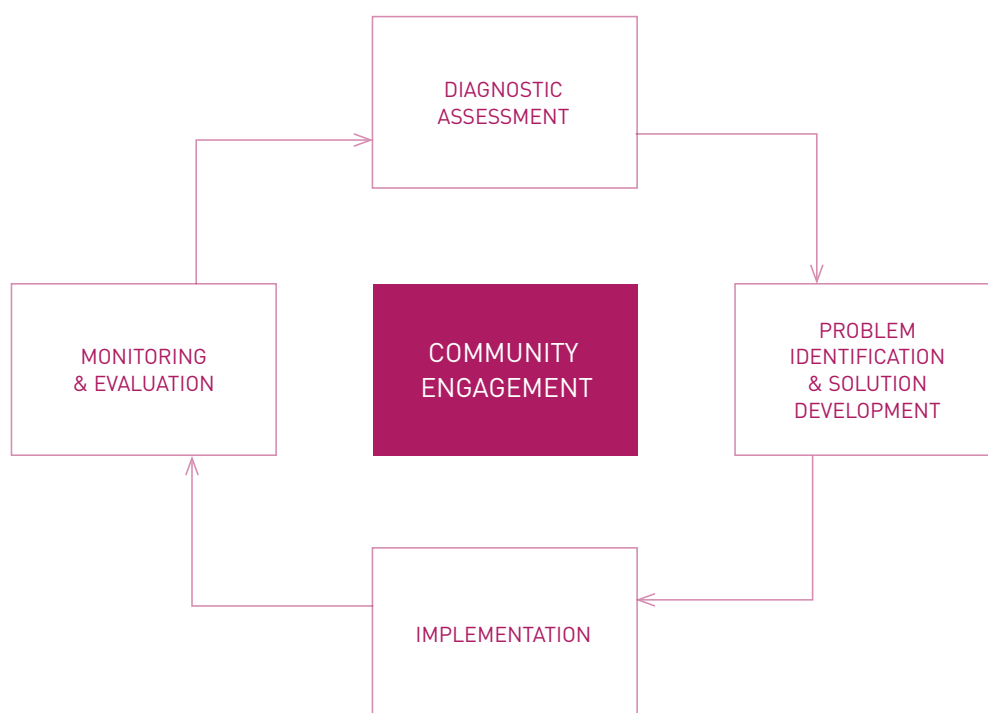 DIAGNOSTIC
ASSESSMENT
MONITORING
& EVALUATION
COMMUNITY
ENGAGEMENT
PROBLEM
IDENTIFICATION
& SOLUTION
DEVELOPMENT
IMPLEMENTATION